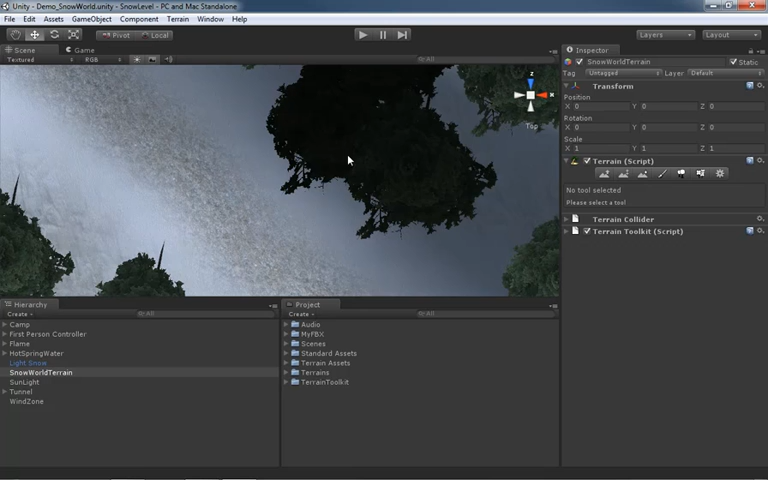 Unity - Demo_SnowWorld.unity - SnowLevel - PC and Mac Standalone
File Edit Assets GameObject Component Terrain Window Help
Pivot Local Layers Layout
Scene Game
Textured RGB All
z
x
Top
Inspector
SnowWorldTerrain Static
Tag Untagged Layer Default
Transform
Position
X 0 Y 0 Z 0
Rotation
X 0 Y 0 Z 0
Scale
X 1 Y 1 Z 1
Terrain (Script)
No tool selected
Please select a tool
Terrain Collider
Terrain Toolkit (Script)
Hierarchy
Create All
Camp
First Person Controller
Flame
HotSpringWater
Light Snow
SnowWorldTerrain
SunLight
Tunnel
WindZone
Project
Create All
Audio
MyFBX
Scenes
Standard Assets
Terrain Assets
Terrains
TerrainToolkit